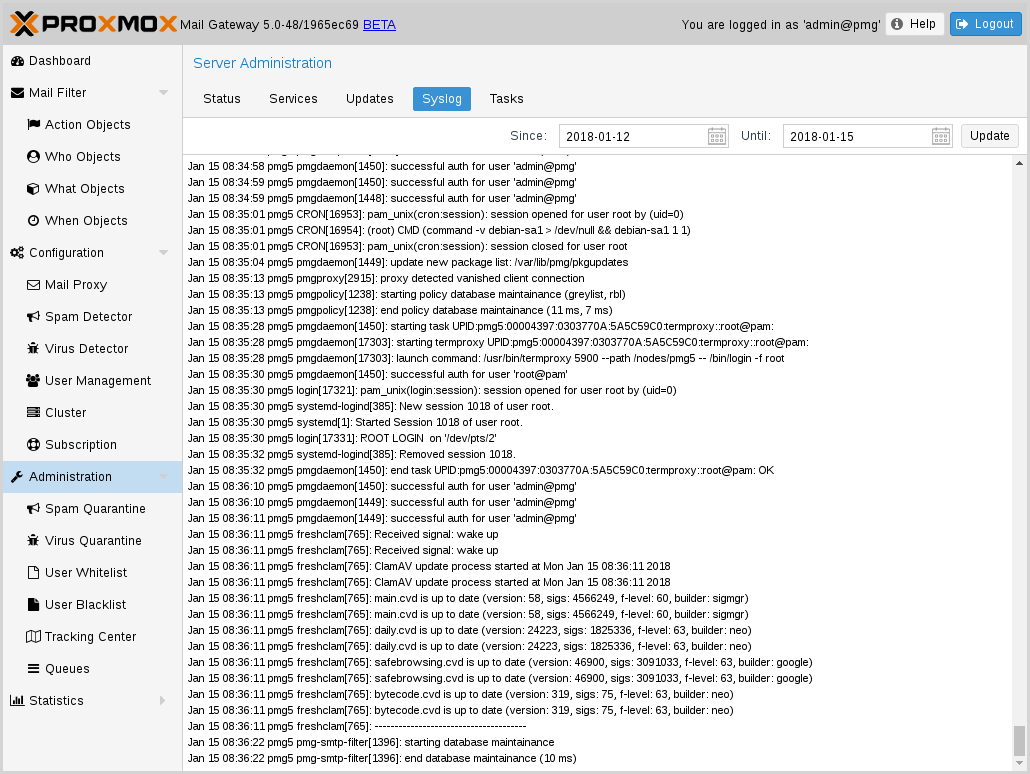 PROXMOX Mail Gateway 5.0-48/1965ec69 BETA You are logged in as 'admin@pmg' Help Logout
Dashboard
Mail Filter
Action Objects
Who Objects
What Objects
When Objects
Configuration
Mail Proxy
Spam Detector
Virus Detector
User Management
Cluster
Subscription
Administration
Spam Quarantine
Virus Quarantine
User Whitelist
User Blacklist
Tracking Center
Queues
Statistics
Server Administration
Status Services Updates Syslog Tasks
Since: 2018-01-12 Until: 2018-01-15 Update
Jan 15 08:34:58 pmg5 pmgdaemon[1450]: successful auth for user 'admin@pmg'
Jan 15 08:34:59 pmg5 pmgdaemon[1450]: successful auth for user 'admin@pmg'
Jan 15 08:34:59 pmg5 pmgdaemon[1448]: successful auth for user 'admin@pmg'
Jan 15 08:35:01 pmg5 CRON[16953]: pam_unix(cron:session): session opened for user root by (uid=0)
Jan 15 08:35:01 pmg5 CRON[16954]: (root) CMD (command -v debian-sa1 > /dev/null && debian-sa1 1 1)
Jan 15 08:35:01 pmg5 CRON[16953]: pam_unix(cron:session): session closed for user root
Jan 15 08:35:04 pmg5 pmgdaemon[1449]: update new package list: /var/lib/pmg/pkgupdates
Jan 15 08:35:13 pmg5 pmgproxy[2915]: proxy detected vanished client connection
Jan 15 08:35:13 pmg5 pmgpolicy[1238]: starting policy database maintainance (greylist, rbl)
Jan 15 08:35:13 pmg5 pmgpolicy[1238]: end policy database maintainance (11 ms, 7 ms)
Jan 15 08:35:28 pmg5 pmgdaemon[1450]: starting task UPID:pmg5:00004397:0303770A:5A5C59C0:termproxy::root@pam:
Jan 15 08:35:28 pmg5 pmgdaemon[17303]: starting termproxy UPID:pmg5:00004397:0303770A:5A5C59C0:termproxy::root@pam:
Jan 15 08:35:28 pmg5 pmgdaemon[17303]: launch command: /usr/bin/termproxy 5900 --path /nodes/pmg5 -- /bin/login -f root
Jan 15 08:35:30 pmg5 pmgdaemon[1450]: successful auth for user 'root@pam'
Jan 15 08:35:30 pmg5 login[17321]: pam_unix(login:session): session opened for user root by (uid=0)
Jan 15 08:35:30 pmg5 systemd-logind[385]: New session 1018 of user root.
Jan 15 08:35:30 pmg5 systemd[1]: Started Session 1018 of user root.
Jan 15 08:35:30 pmg5 login[17331]: ROOT LOGIN  on '/dev/pts/2'
Jan 15 08:35:32 pmg5 systemd-logind[385]: Removed session 1018.
Jan 15 08:35:32 pmg5 pmgdaemon[1450]: end task UPID:pmg5:00004397:0303770A:5A5C59C0:termproxy::root@pam: OK
Jan 15 08:36:10 pmg5 pmgdaemon[1450]: successful auth for user 'admin@pmg'
Jan 15 08:36:10 pmg5 pmgdaemon[1449]: successful auth for user 'admin@pmg'
Jan 15 08:36:11 pmg5 pmgdaemon[1449]: successful auth for user 'admin@pmg'
Jan 15 08:36:11 pmg5 freshclam[765]: Received signal: wake up
Jan 15 08:36:11 pmg5 freshclam[765]: Received signal: wake up
Jan 15 08:36:11 pmg5 freshclam[765]: ClamAV update process started at Mon Jan 15 08:36:11 2018
Jan 15 08:36:11 pmg5 freshclam[765]: ClamAV update process started at Mon Jan 15 08:36:11 2018
Jan 15 08:36:11 pmg5 freshclam[765]: main.cvd is up to date (version: 58, sigs: 4566249, f-level: 60, builder: sigmgr)
Jan 15 08:36:11 pmg5 freshclam[765]: main.cvd is up to date (version: 58, sigs: 4566249, f-level: 60, builder: sigmgr)
Jan 15 08:36:11 pmg5 freshclam[765]: daily.cvd is up to date (version: 24223, sigs: 1825336, f-level: 63, builder: neo)
Jan 15 08:36:11 pmg5 freshclam[765]: daily.cvd is up to date (version: 24223, sigs: 1825336, f-level: 63, builder: neo)
Jan 15 08:36:11 pmg5 freshclam[765]: safebrowsing.cvd is up to date (version: 46900, sigs: 3091033, f-level: 63, builder: google)
Jan 15 08:36:11 pmg5 freshclam[765]: safebrowsing.cvd is up to date (version: 46900, sigs: 3091033, f-level: 63, builder: google)
Jan 15 08:36:11 pmg5 freshclam[765]: bytecode.cvd is up to date (version: 319, sigs: 75, f-level: 63, builder: neo)
Jan 15 08:36:11 pmg5 freshclam[765]: bytecode.cvd is up to date (version: 319, sigs: 75, f-level: 63, builder: neo)
Jan 15 08:36:11 pmg5 freshclam[765]: --------------------------------------
Jan 15 08:36:22 pmg5 pmg-smtp-filter[1396]: starting database maintainance
Jan 15 08:36:22 pmg5 pmg-smtp-filter[1396]: end database maintainance (10 ms)